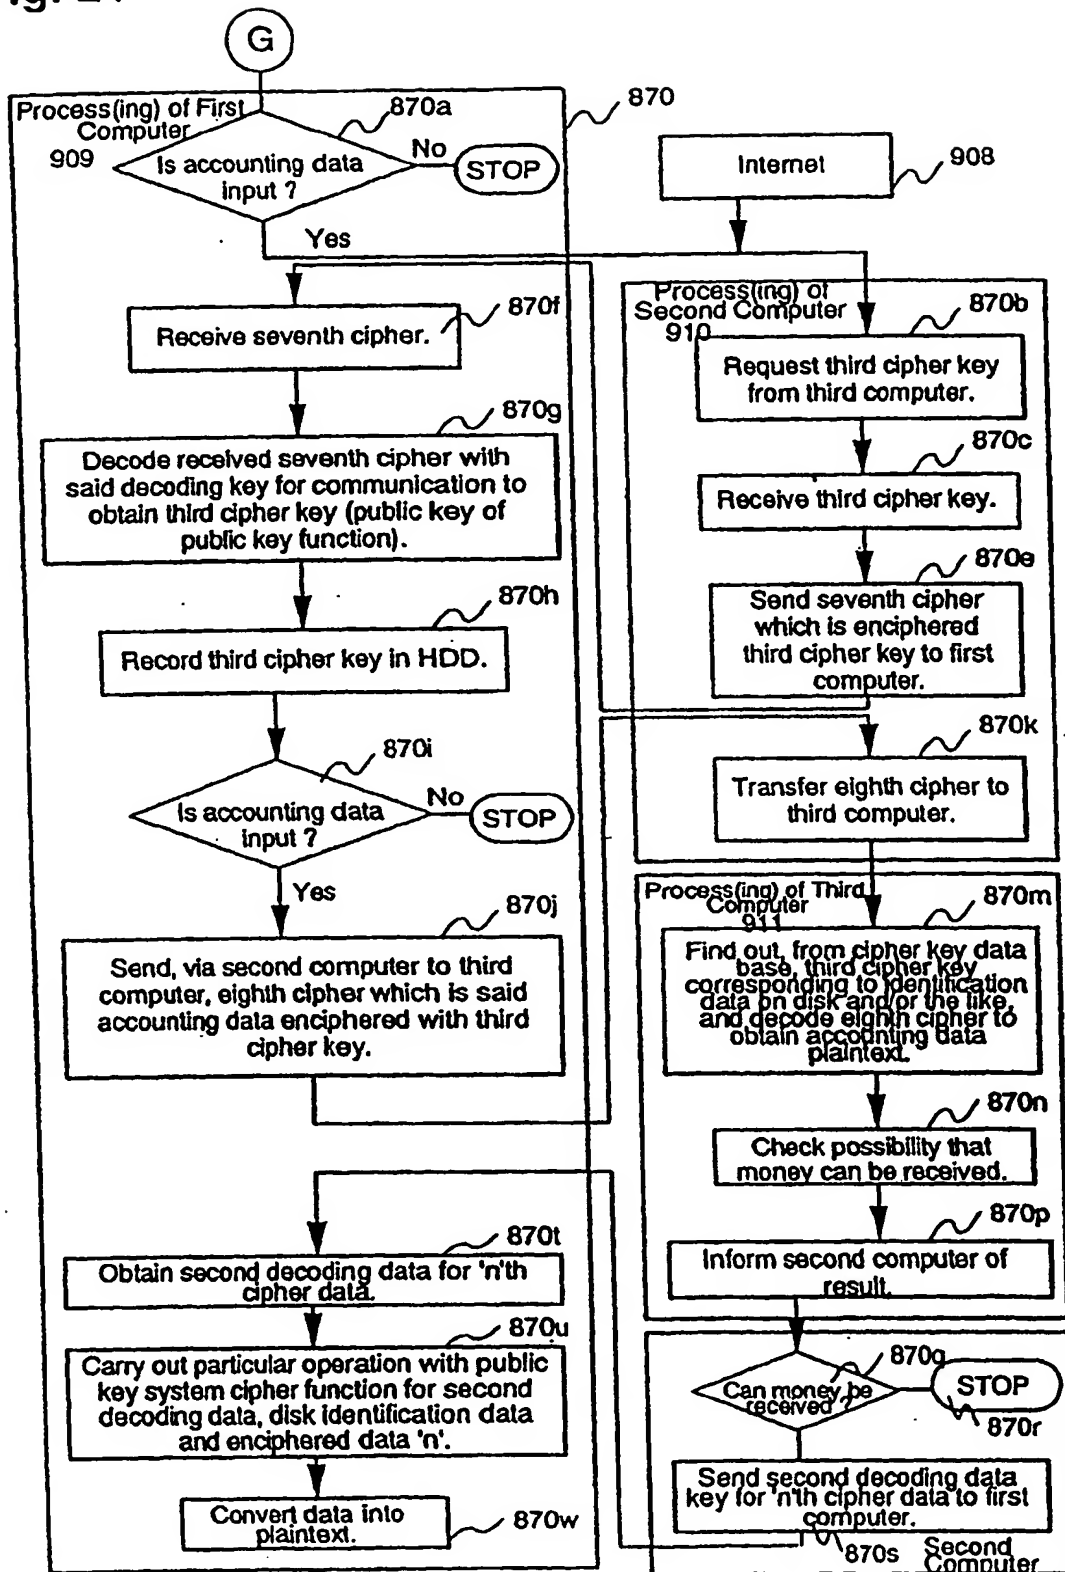 G
Process(ing) of First
Computer
909
870a
870
Is accounting data
input ?
No
STOP
Yes
Internet
908
870f
Receive seventh cipher.
870g
Decode received seventh cipher with
said decoding key for communication to
obtain third cipher key (public key of
public key function).
870h
Record third cipher key in HDD.
870i
Is accounting data
input ?
No
STOP
Yes
870j
Send, via second computer to third
computer, eighth cipher which is said
accounting data enciphered with third
cipher key.
Process(ing) of
Second Computer
910
870b
Request third cipher key
from third computer.
870c
Receive third cipher key.
870e
Send seventh cipher
which is enciphered
third cipher key to first
computer.
870k
Transfer eighth cipher to
third computer.
Process(ing) of Third
Computer
911
870m
Find out, from cipher key data
base, third cipher key
corresponding to identification
data on disk and/or the like,
and decode eighth cipher to
obtain accounting data
plaintext.
870n
Check possibility that
money can be received.
870p
Inform second computer of
result.
870q
Can money be
received ?
STOP
870r
Send second decoding data
key for 'n'th cipher data to first
computer.
870s
Second
Computer
870t
Obtain second decoding data for 'n'th
cipher data.
870u
Carry out particular operation with public
key system cipher function for second
decoding data, disk identification data
and enciphered data 'n'.
Convert data into
plaintext.
870w